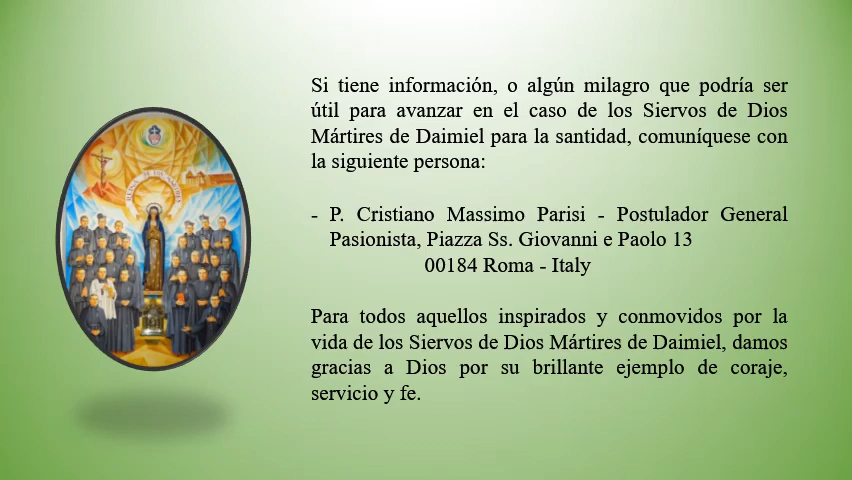 Si tiene información, o algún milagro que podría ser
útil para avanzar en el caso de los Siervos de Dios
Mártires de Daimiel para la santidad, comuníquese con
la siguiente persona:
- P. Cristiano Massimo Parisi - Postulador General
Pasionista, Piazza Ss. Giovanni e Paolo 13
00184 Roma - Italy
Para todos aquellos inspirados y conmovidos por la
vida de los Siervos de Dios Mártires de Daimiel, damos
gracias a Dios por su brillante ejemplo de coraje,
servicio y fe.